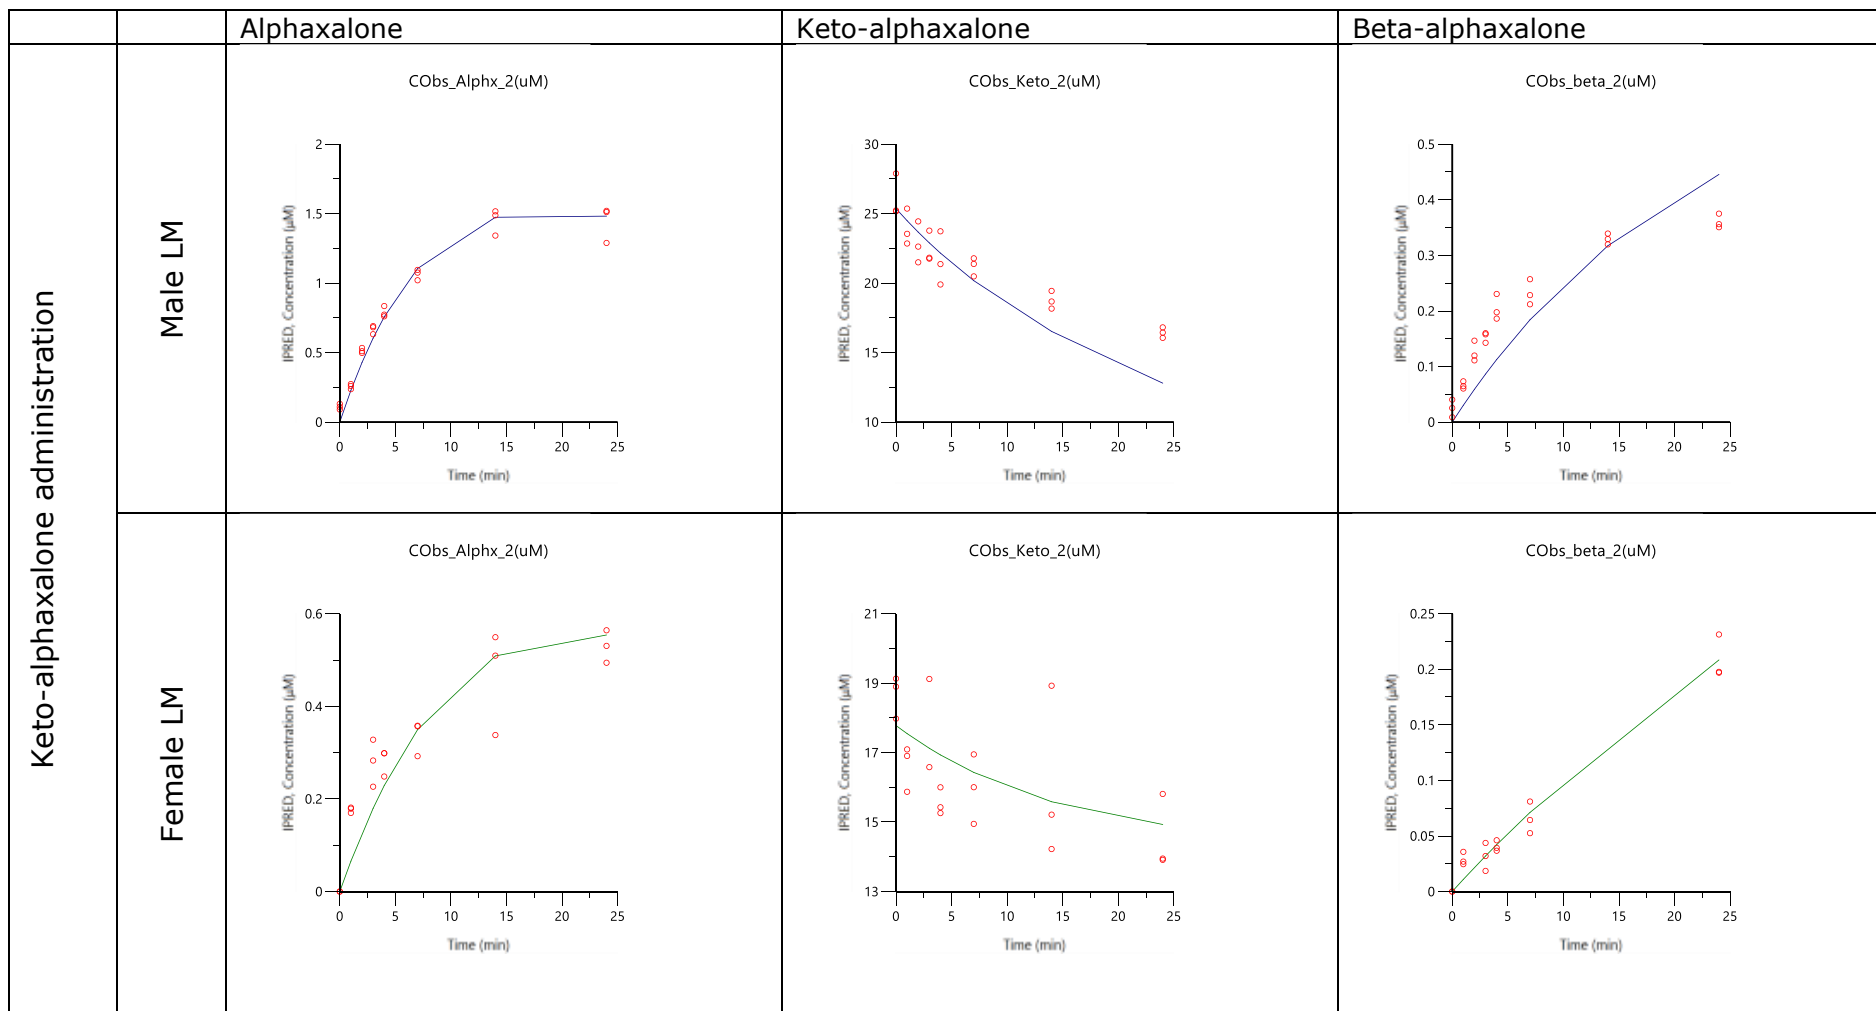 Alphaxalone
Keto-alphaxalone
Beta-alphaxalone
Keto-alphaxalone administration
Male LM
CObs_Alphx_2(uM)
IPRED, Concentration (µM)
2
1.5
1
0.5
0
0 5 10 15 20 25
Time (min)
CObs_Keto_2(uM)
IPRED, Concentration (µM)
30
25
20
15
10
0 5 10 15 20 25
Time (min)
CObs_beta_2(uM)
IPRED, Concentration (µM)
0.5
0.4
0.3
0.2
0.1
0
0 5 10 15 20 25
Time (min)
Female LM
CObs_Alphx_2(uM)
IPRED, Concentration (µM)
0.6
0.4
0.2
0
0 5 10 15 20 25
Time (min)
CObs_Keto_2(uM)
IPRED, Concentration (µM)
21
19
17
15
13
0 5 10 15 20 25
Time (min)
CObs_beta_2(uM)
IPRED, Concentration (µM)
0.25
0.2
0.15
0.1
0.05
0
0 5 10 15 20 25
Time (min)